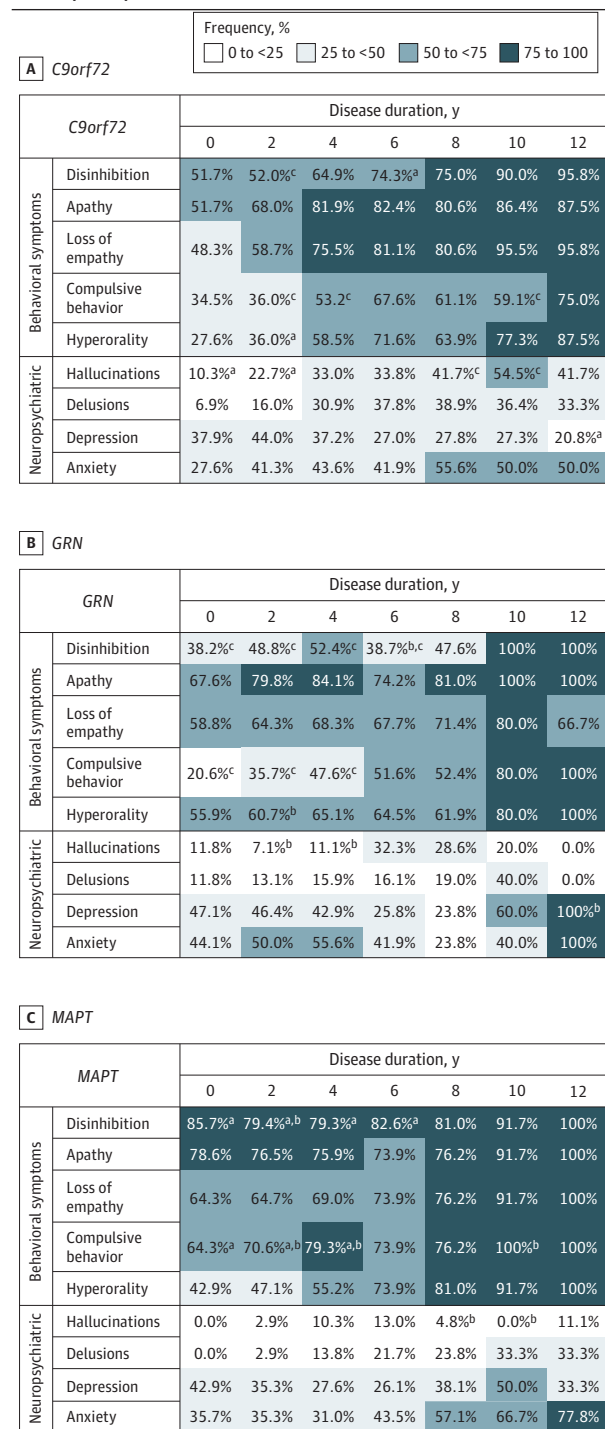 Frequency, %
0 to <25 25 to <50 50 to <75 75 to 100
A C9orf72
C9orf72 Disease duration, y
0 2 4 6 8 10 12
Behavioral symptoms
Disinhibition 51.7% 52.0%c 64.9% 74.3%a 75.0% 90.0% 95.8%
Apathy 51.7% 68.0% 81.9% 82.4% 80.6% 86.4% 87.5%
Loss of
empathy 48.3% 58.7% 75.5% 81.1% 80.6% 95.5% 95.8%
Compulsive
behavior 34.5% 36.0%c 53.2c 67.6% 61.1% 59.1%c 75.0%
Hyperorality 27.6% 36.0%a 58.5% 71.6% 63.9% 77.3% 87.5%
Neuropsychiatric
Hallucinations 10.3%a 22.7%a 33.0% 33.8% 41.7%c 54.5%c 41.7%
Delusions 6.9% 16.0% 30.9% 37.8% 38.9% 36.4% 33.3%
Depression 37.9% 44.0% 37.2% 27.0% 27.8% 27.3% 20.8%a
Anxiety 27.6% 41.3% 43.6% 41.9% 55.6% 50.0% 50.0%
B GRN
GRN Disease duration, y
0 2 4 6 8 10 12
Behavioral symptoms
Disinhibition 38.2%c 48.8%c 52.4%c 38.7%b,c 47.6% 100% 100%
Apathy 67.6% 79.8% 84.1% 74.2% 81.0% 100% 100%
Loss of
empathy 58.8% 64.3% 68.3% 67.7% 71.4% 80.0% 66.7%
Compulsive
behavior 20.6%c 35.7%c 47.6%c 51.6% 52.4% 80.0% 100%
Hyperorality 55.9% 60.7%b 65.1% 64.5% 61.9% 80.0% 100%
Neuropsychiatric
Hallucinations 11.8% 7.1%b 11.1%b 32.3% 28.6% 20.0% 0.0%
Delusions 11.8% 13.1% 15.9% 16.1% 19.0% 40.0% 0.0%
Depression 47.1% 46.4% 42.9% 25.8% 23.8% 60.0% 100%b
Anxiety 44.1% 50.0% 55.6% 41.9% 23.8% 40.0% 100%
C MAPT
MAPT Disease duration, y
0 2 4 6 8 10 12
Behavioral symptoms
Disinhibition 85.7%a 79.4%a,b 79.3%a 82.6%a 81.0% 91.7% 100%
Apathy 78.6% 76.5% 75.9% 73.9% 76.2% 91.7% 100%
Loss of
empathy 64.3% 64.7% 69.0% 73.9% 76.2% 91.7% 100%
Compulsive
behavior 64.3%a 70.6%a,b 79.3%a,b 73.9% 76.2% 100%b 100%
Hyperorality 42.9% 47.1% 55.2% 73.9% 81.0% 91.7% 100%
Neuropsychiatric
Hallucinations 0.0% 2.9% 10.3% 13.0% 4.8%b 0.0%b 11.1%
Delusions 0.0% 2.9% 13.8% 21.7% 23.8% 33.3% 33.3%
Depression 42.9% 35.3% 27.6% 26.1% 38.1% 50.0% 33.3%
Anxiety 35.7% 35.3% 31.0% 43.5% 57.1% 66.7% 77.8%